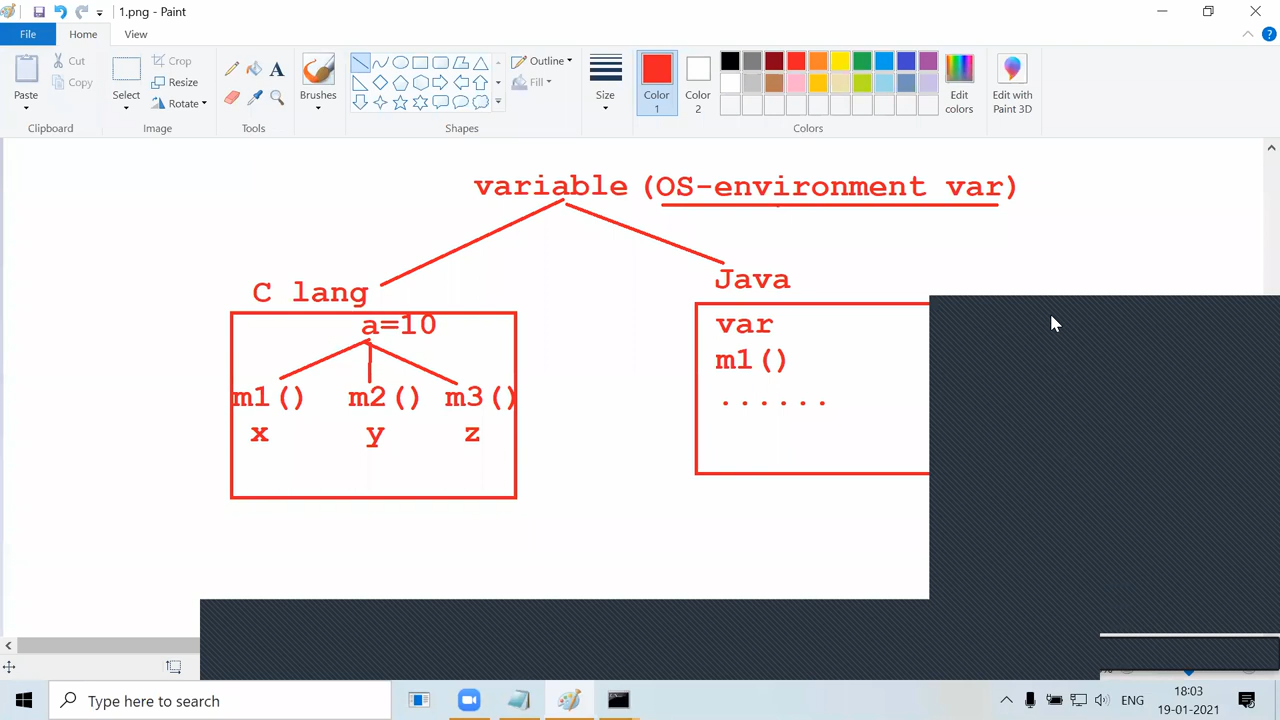 1.png - Paint
File Home View
Paste
Cut
Copy
Clipboard
Select
Crop
Resize
Rotate
Image
Tools
Brushes
Shapes
Outline
Fill
Size
Color 1
Color 2
Colors
Edit colors
Edit with Paint 3D
variable (OS-environment var)
C lang
Java
a=10
var
m1()
......
m1() m2() m3()
x y z
Type here to search
ENG
18:03
19-01-2021